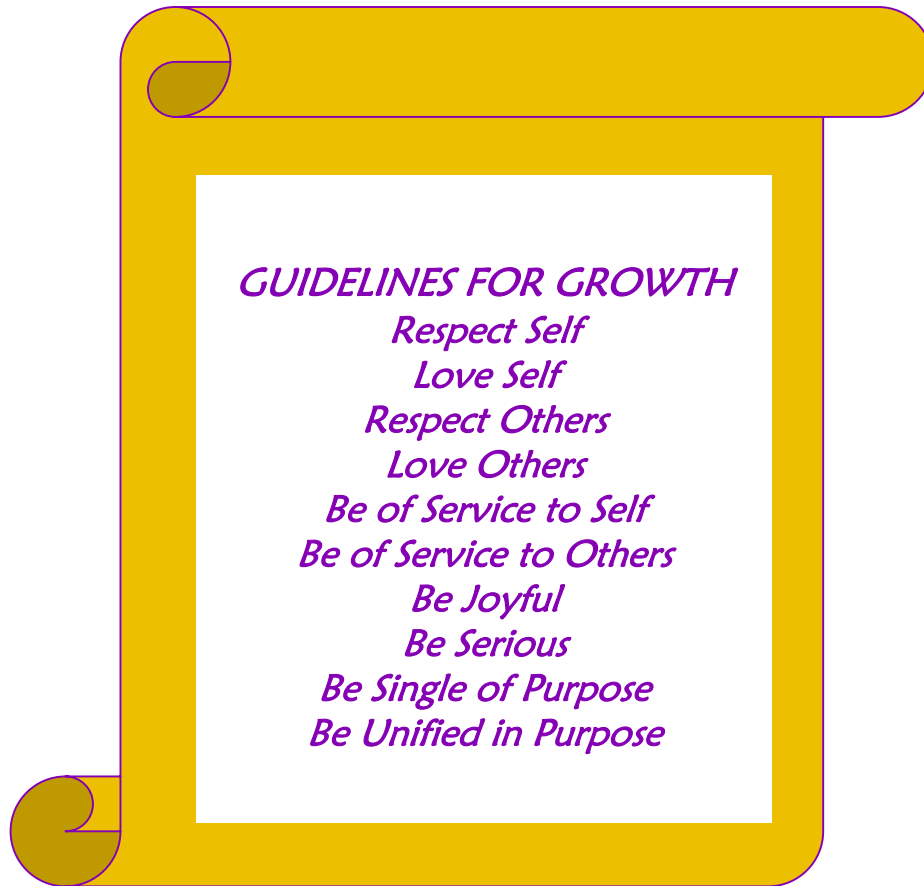 GUIDELINES FOR GROWTH
Respect Self
Love Self
Respect Others
Love Others
Be of Service to Self
Be of Service to Others
Be Joyful
Be Serious
Be Single of Purpose
Be Unified in Purpose